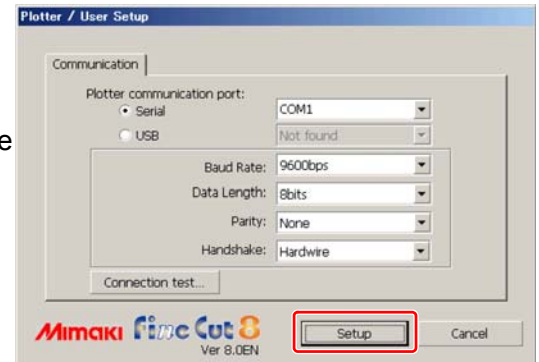 Plotter / User Setup
Communication
Plotter communication port:
Serial COM1
USB Not found
e
Baud Rate: 9600bps
Data Length: 8bits
Parity: None
Handshake: Hardwire
Connection test...
Mimaki Fine Cut 8
Ver 8.0EN
Setup Cancel